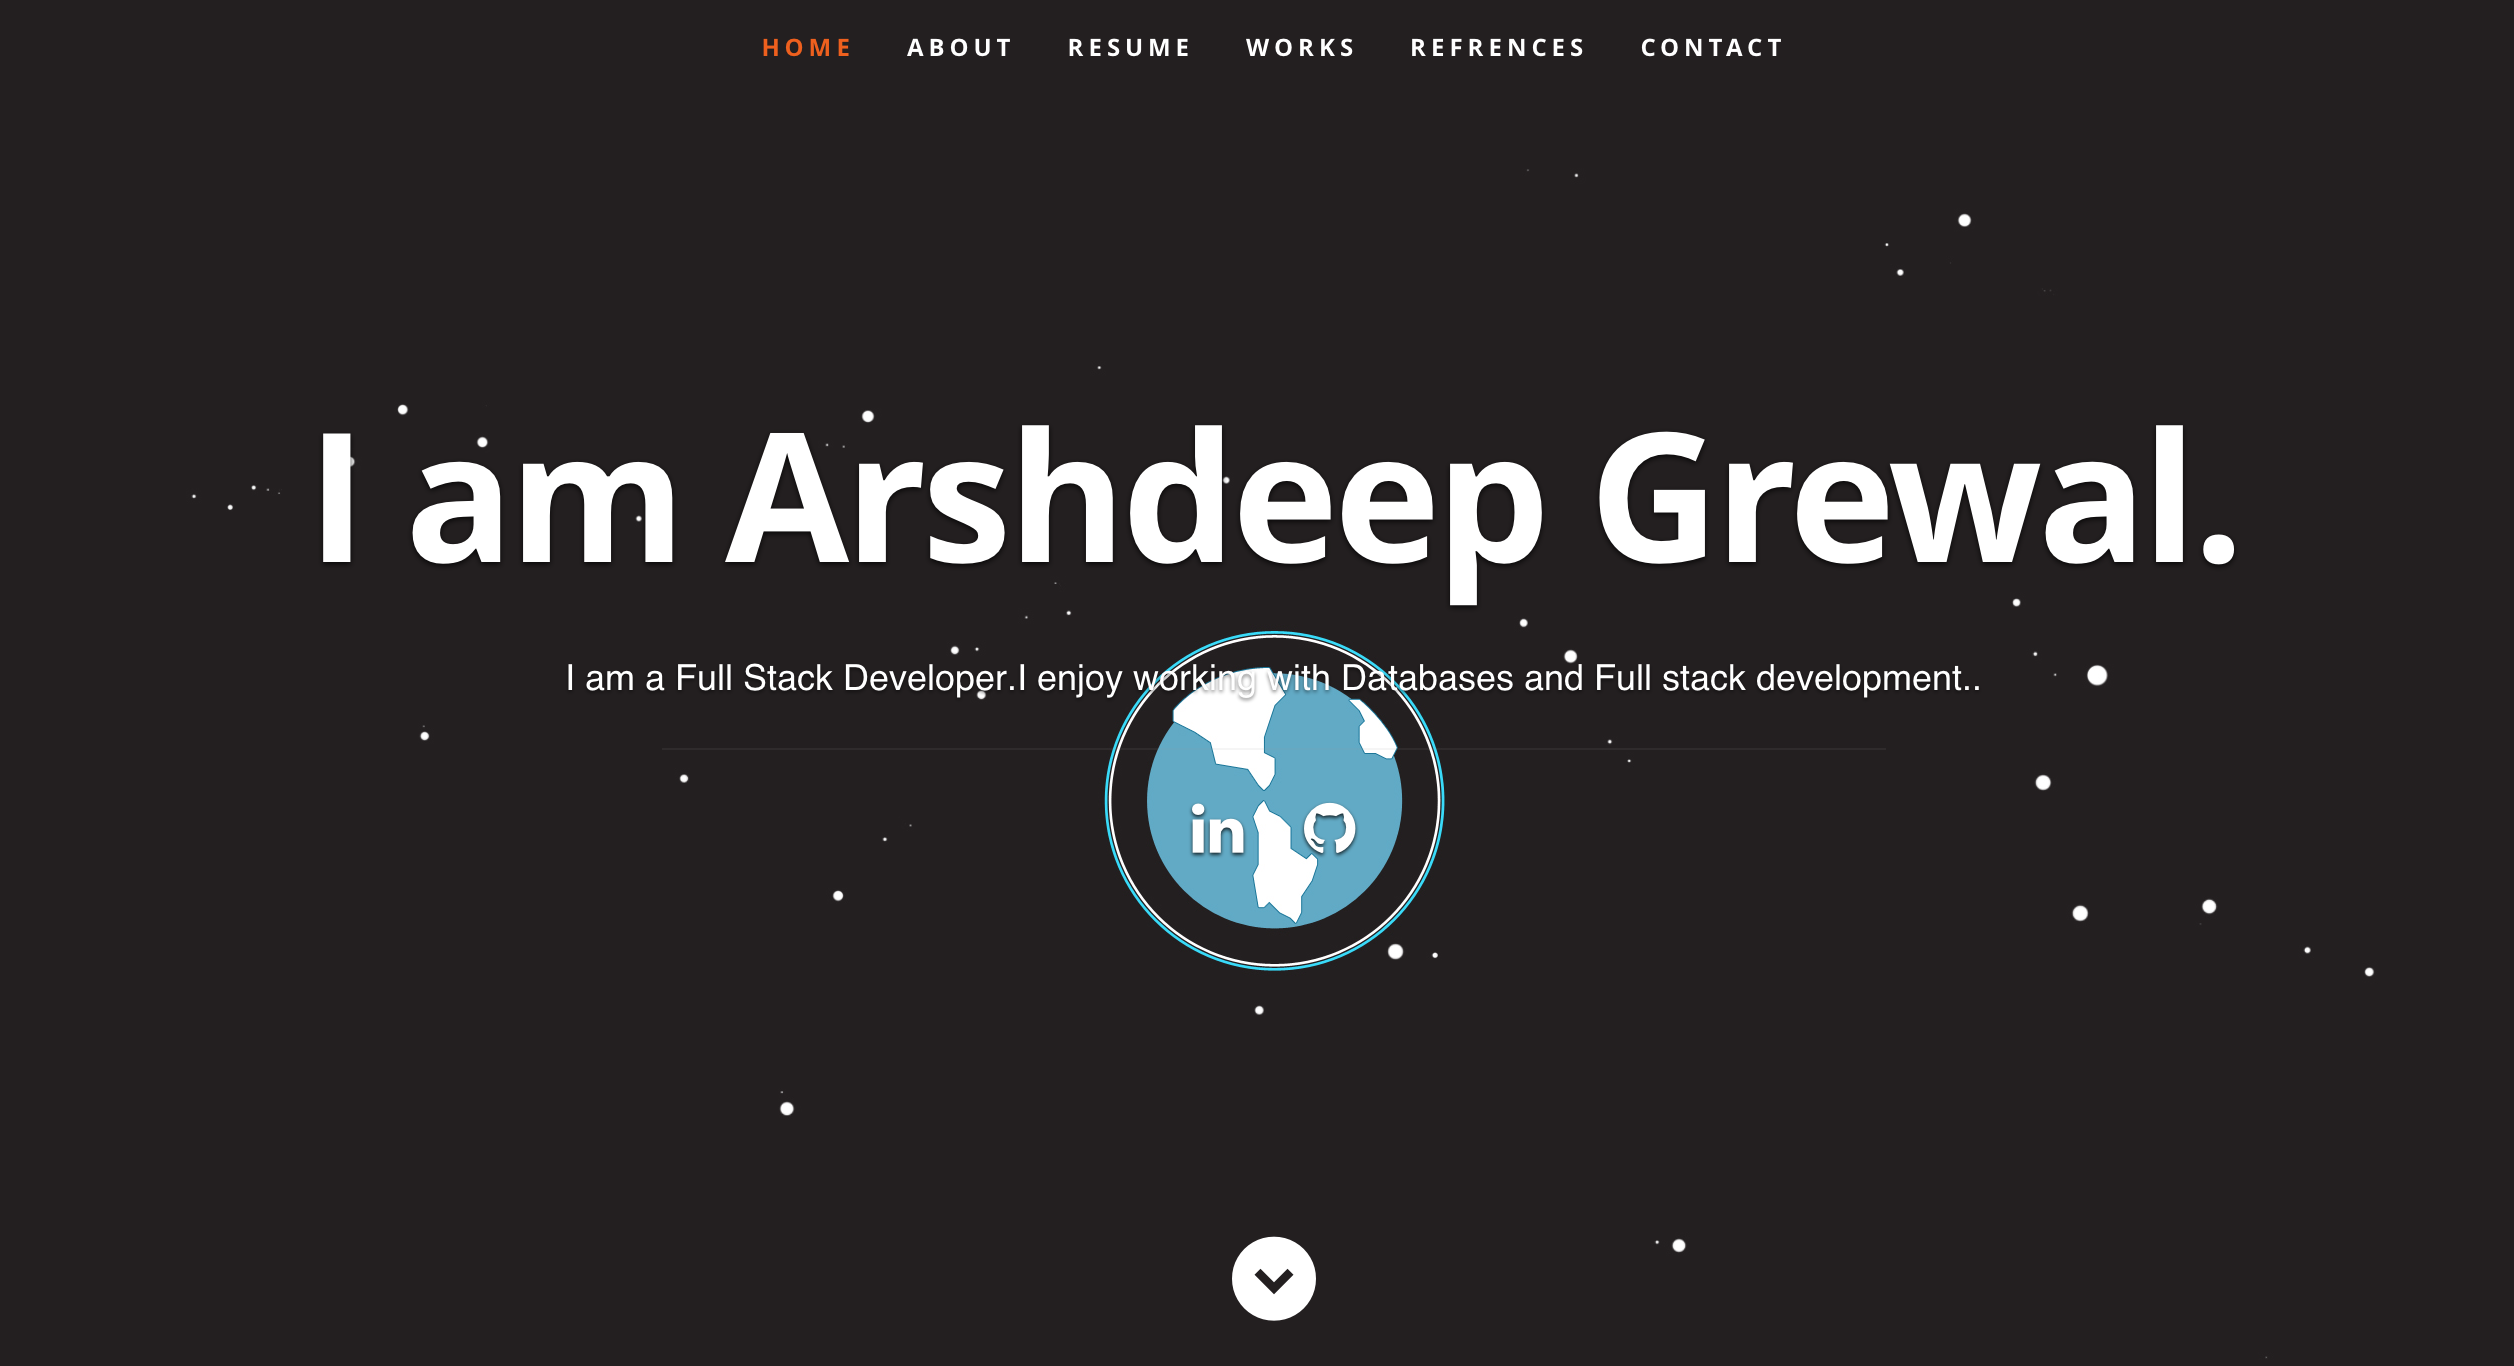 HOME ABOUT RESUME WORKS REFRENCES CONTACT
I am Arshdeep Grewal.
I am a Full Stack Developer.I enjoy working with Databases and Full stack development..
in